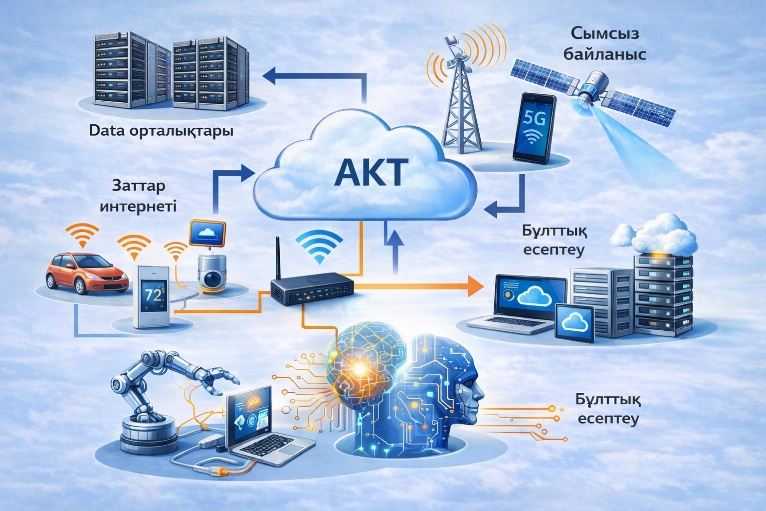 Сымсыз
байланыс
5G
Data орталықтары
АКТ
Заттар
интернеті
Бұлттық
есептеу
72°
Бұлттық
есептеу